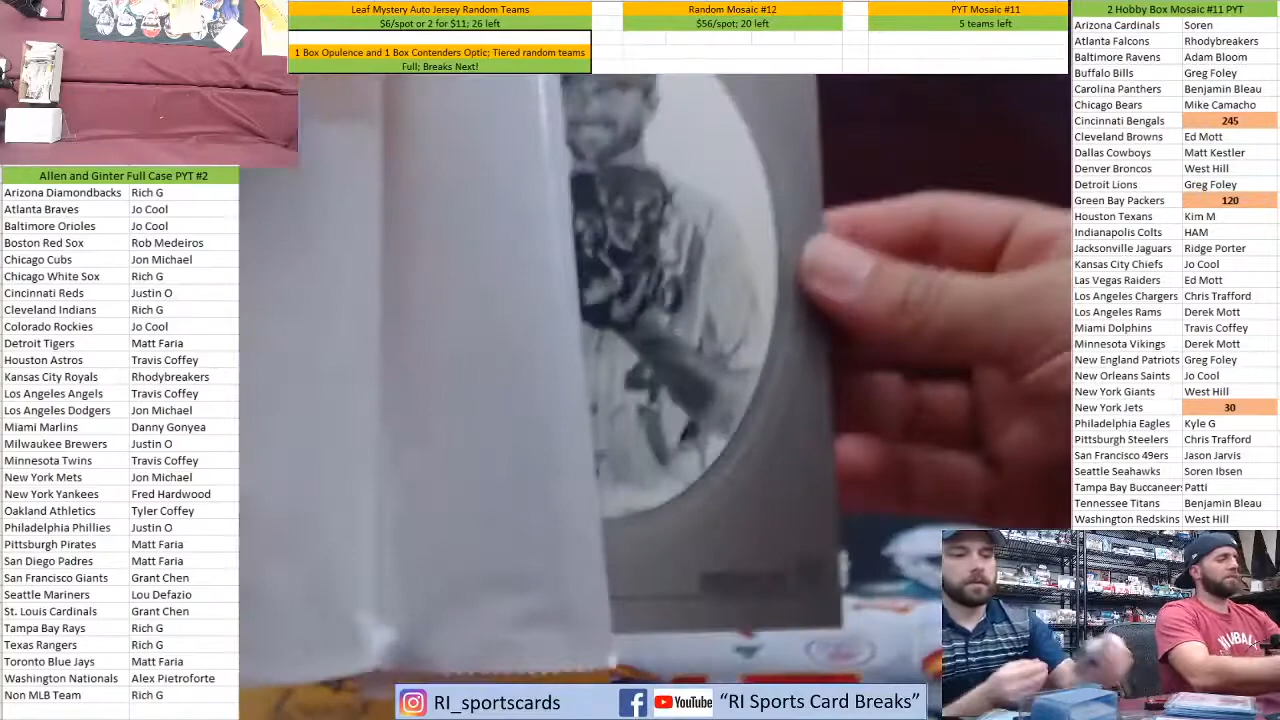 Leaf Mystery Auto Jersey Random Teams
$6/spot or 2 for $11; 26 left
1 Box Opulence and 1 Box Contenders Optic; Tiered random teams
Full; Breaks Next!
Random Mosaic #12
$56/spot; 20 left
PYT Mosaic #11
5 teams left
Allen and Ginter Full Case PYT #2
Arizona Diamondbacks Rich G
Atlanta Braves Jo Cool
Baltimore Orioles Jo Cool
Boston Red Sox Rob Medeiros
Chicago Cubs Jon Michael
Chicago White Sox Rich G
Cincinnati Reds Justin O
Cleveland Indians Rich G
Colorado Rockies Jo Cool
Detroit Tigers Matt Faria
Houston Astros Travis Coffey
Kansas City Royals Rhodybreakers
Los Angeles Angels Travis Coffey
Los Angeles Dodgers Jon Michael
Miami Marlins Danny Gonyea
Milwaukee Brewers Justin O
Minnesota Twins Travis Coffey
New York Mets Jon Michael
New York Yankees Fred Hardwood
Oakland Athletics Tyler Coffey
Philadelphia Phillies Justin O
Pittsburgh Pirates Matt Faria
San Diego Padres Matt Faria
San Francisco Giants Grant Chen
Seattle Mariners Lou Defazio
St. Louis Cardinals Grant Chen
Tampa Bay Rays Rich G
Texas Rangers Rich G
Toronto Blue Jays Matt Faria
Washington Nationals Alex Pietroforte
Non MLB Team Rich G
2 Hobby Box Mosaic #11 PYT
Arizona Cardinals Soren
Atlanta Falcons Rhodybreakers
Baltimore Ravens Adam Bloom
Buffalo Bills Greg Foley
Carolina Panthers Benjamin Bleau
Chicago Bears Mike Camacho
Cincinnati Bengals 245
Cleveland Browns Ed Mott
Dallas Cowboys Matt Kestler
Denver Broncos West Hill
Detroit Lions Greg Foley
Green Bay Packers 120
Houston Texans Kim M
Indianapolis Colts HAM
Jacksonville Jaguars Ridge Porter
Kansas City Chiefs Jo Cool
Las Vegas Raiders Ed Mott
Los Angeles Chargers Chris Trafford
Los Angeles Rams Derek Mott
Miami Dolphins Travis Coffey
Minnesota Vikings Derek Mott
New England Patriots Greg Foley
New Orleans Saints Jo Cool
New York Giants West Hill
New York Jets 30
Philadelphia Eagles Kyle G
Pittsburgh Steelers Chris Trafford
San Francisco 49ers Jason Jarvis
Seattle Seahawks Soren Ibsen
Tampa Bay Buccaneers Patti
Tennessee Titans Benjamin Bleau
Washington Redskins West Hill
RI_sportscards
YouTube
"RI Sports Card Breaks"